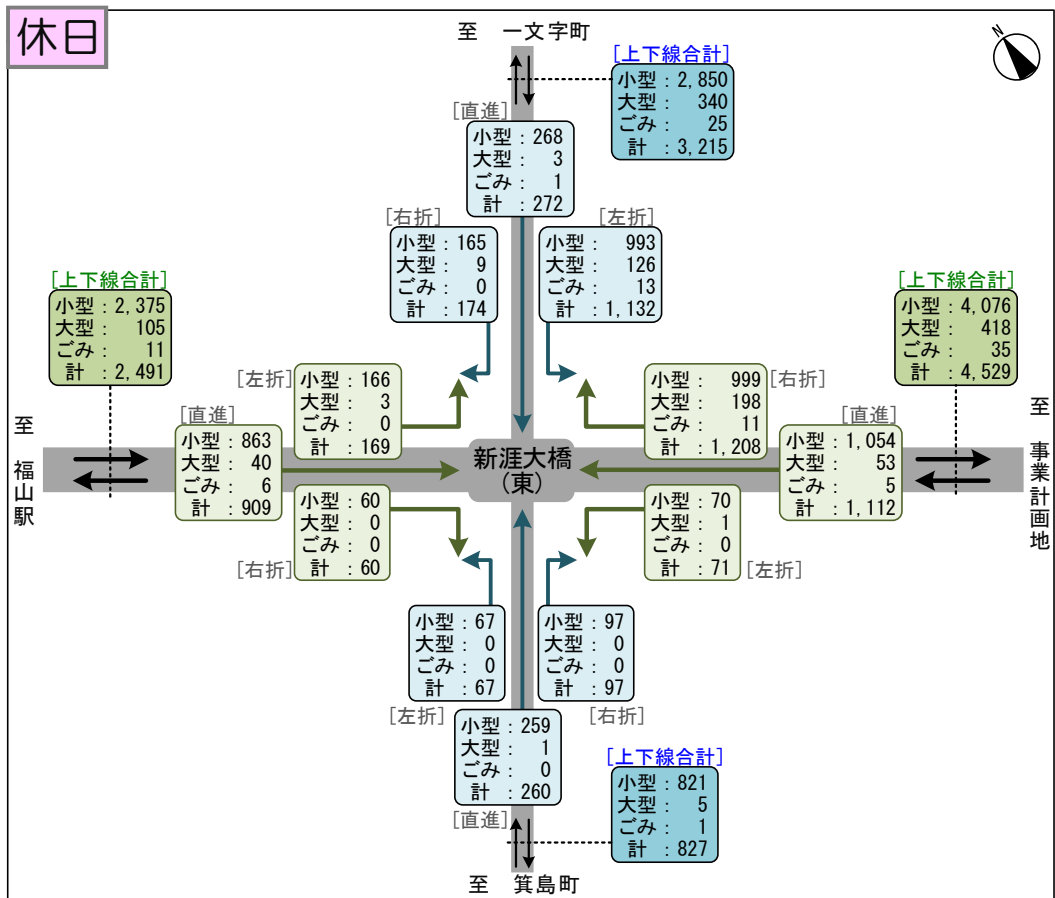 休日
至 一文字町
N
[上下線合計]
小型：2,850
大型： 340
ごみ： 25
計：3,215
[直進]
小型：268
大型： 3
ごみ： 1
計：272
[右折]
小型：165
大型： 9
ごみ： 0
計：174
[左折]
小型： 993
大型： 126
ごみ： 13
計：1,132
[上下線合計]
小型：2,375
大型： 105
ごみ： 11
計：2,491
[上下線合計]
小型：4,076
大型： 418
ごみ： 35
計：4,529
[左折]
小型：166
大型： 3
ごみ： 0
計：169
[右折]
小型： 999
大型： 198
ごみ： 11
計：1,208
至 福山駅
[直進]
小型：863
大型： 40
ごみ： 6
計：909
新涯大橋
(東)
[直進]
小型：1,054
大型： 53
ごみ： 5
計：1,112
至 事業計画地
[右折]
小型：60
大型： 0
ごみ： 0
計：60
[左折]
小型：70
大型： 1
ごみ： 0
計：71
[左折]
小型：67
大型： 0
ごみ： 0
計：67
[右折]
小型：97
大型： 0
ごみ： 0
計：97
[直進]
小型：259
大型： 1
ごみ： 0
計：260
[上下線合計]
小型：821
大型： 5
ごみ： 1
計：827
至 箕島町